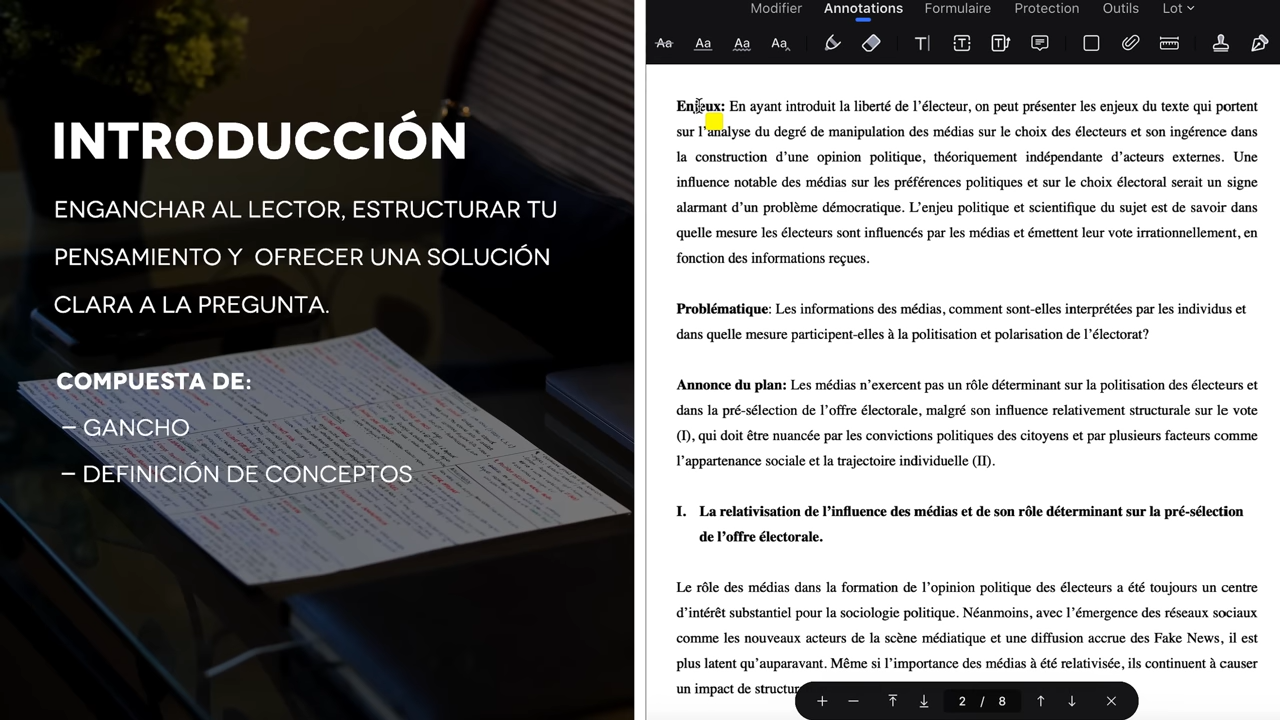 INTRODUCCIÓN
ENGANCHAR AL LECTOR, ESTRUCTURAR TU
PENSAMIENTO Y OFRECER UNA SOLUCIÓN
CLARA A LA PREGUNTA.
COMPUESTA DE:
– GANCHO
– DEFINICIÓN DE CONCEPTOS
Modifier Annotations Formulaire Protection Outils Lot
Enjeux: En ayant introduit la liberté de l’électeur, on peut présenter les enjeux du texte qui portent
sur l’analyse du degré de manipulation des médias sur le choix des électeurs et son ingérence dans
la construction d’une opinion politique, théoriquement indépendante d’acteurs externes. Une
influence notable des médias sur les préférences politiques et sur le choix électoral serait un signe
alarmant d’un problème démocratique. L’enjeu politique et scientifique du sujet est de savoir dans
quelle mesure les électeurs sont influencés par les médias et émettent leur vote irrationnellement, en
fonction des informations reçues.
Problématique: Les informations des médias, comment sont-elles interprétées par les individus et
dans quelle mesure participent-elles à la politisation et polarisation de l’électorat?
Annonce du plan: Les médias n’exercent pas un rôle déterminant sur la politisation des électeurs et
dans la pré-sélection de l’offre électorale, malgré son influence relativement structurale sur le vote
(I), qui doit être nuancée par les convictions politiques des citoyens et par plusieurs facteurs comme
l’appartenance sociale et la trajectoire individuelle (II).
I. La relativisation de l’influence des médias et de son rôle déterminant sur la pré-sélection
de l’offre électorale.
Le rôle des médias dans la formation de l’opinion politique des électeurs a été toujours un centre
d’intérêt substantiel pour la sociologie politique. Néanmoins, avec l’émergence des réseaux sociaux
comme les nouveaux acteurs de la scène médiatique et une diffusion accrue des Fake News, il est
plus latent qu’auparavant. Même si l’importance des médias à été relativisée, ils continuent à causer
un impact de structur
2 / 8